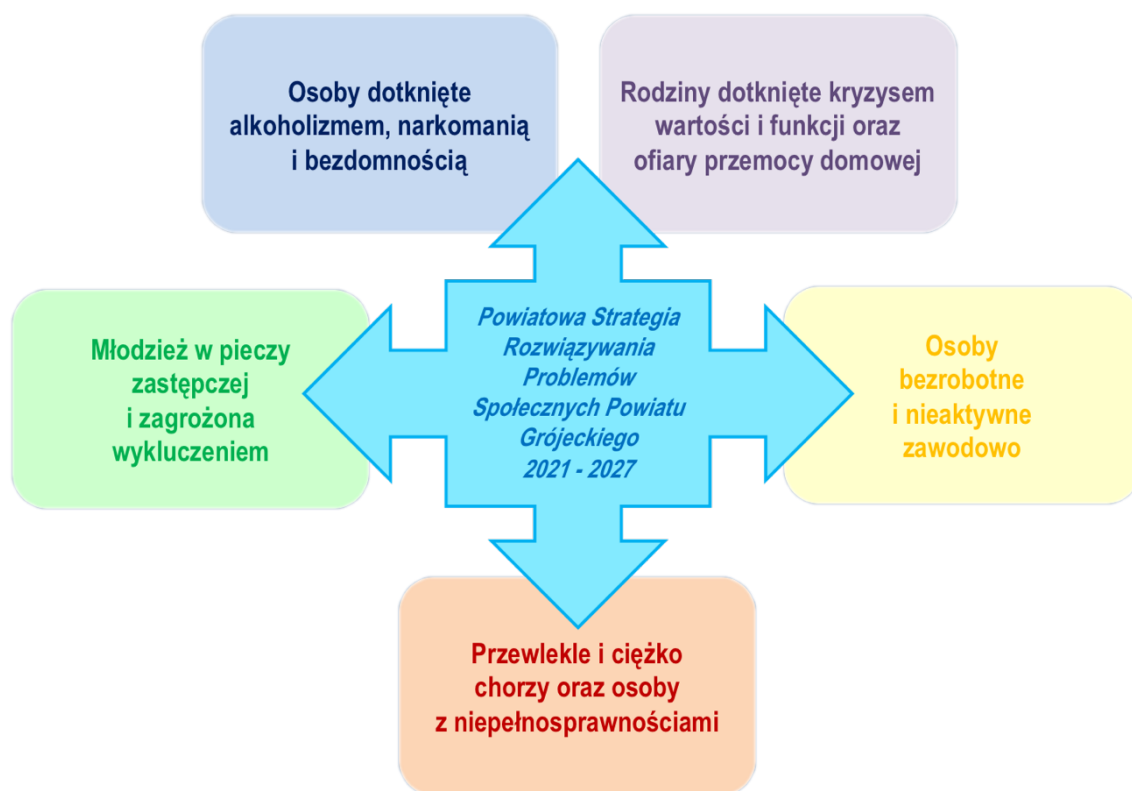 Osoby dotknięte
alkoholizmem, narkomanią
i bezdomnością
Rodziny dotknięte kryzysem
wartości i funkcji oraz
ofiary przemocy domowej
Młodzież w pieczy
zastępczej
i zagrożona
wykluczeniem
Powiatowa Strategia
Rozwiązywania
Problemów
Społecznych Powiatu
Grójeckiego
2021 - 2027
Osoby
bezrobotne
i nieaktywne
zawodowo
Przewlekle i ciężko
chorzy oraz osoby
z niepełnosprawnościami